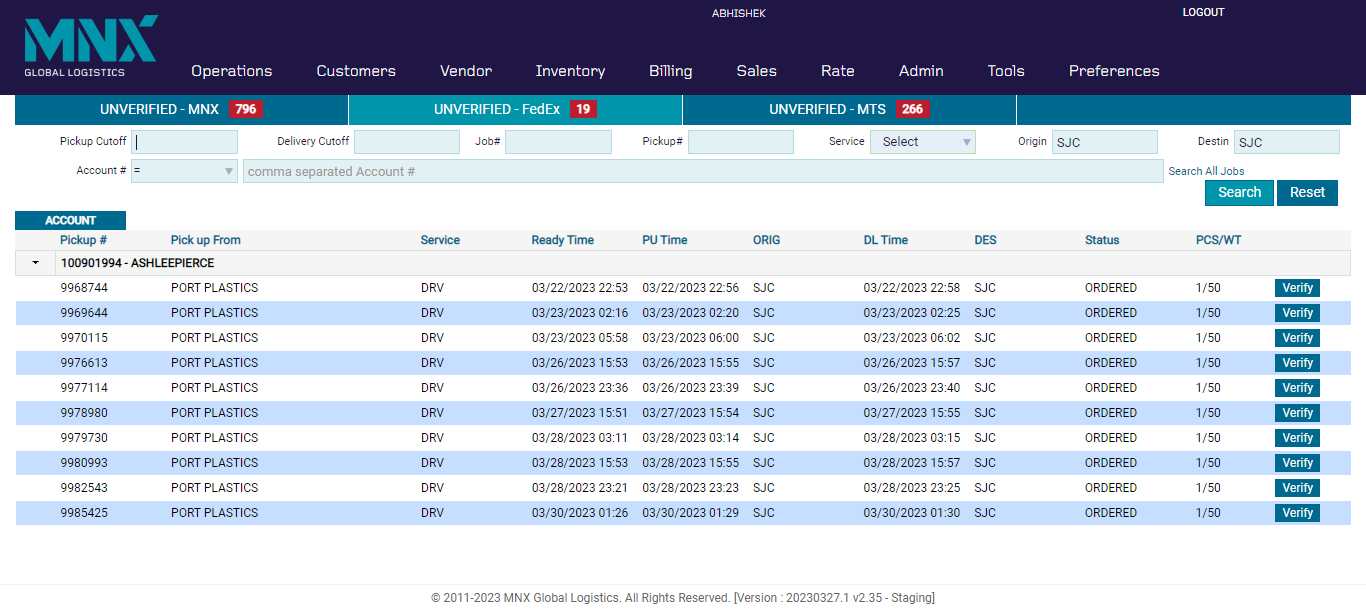 ABHISHEK LOGOUT
MNX
GLOBAL LOGISTICS
Operations Customers Vendor Inventory Billing Sales Rate Admin Tools Preferences
UNVERIFIED - MNX 796 UNVERIFIED - FedEx 19 UNVERIFIED - MTS 266
Pickup Cutoff Delivery Cutoff Job# Pickup# Service Select Origin SJC Destin SJC
Account # = comma separated Account # Search All Jobs
Search Reset
ACCOUNT
Pickup # Pick up From Service Ready Time PU Time ORIG DL Time DES Status PCS/WT
100901994 - ASHLEEPIERCE
9968744 PORT PLASTICS DRV 03/22/2023 22:53 03/22/2023 22:56 SJC 03/22/2023 22:58 SJC ORDERED 1/50 Verify
9969644 PORT PLASTICS DRV 03/23/2023 02:16 03/23/2023 02:20 SJC 03/23/2023 02:25 SJC ORDERED 1/50 Verify
9970115 PORT PLASTICS DRV 03/23/2023 05:58 03/23/2023 06:00 SJC 03/23/2023 06:02 SJC ORDERED 1/50 Verify
9976613 PORT PLASTICS DRV 03/26/2023 15:53 03/26/2023 15:55 SJC 03/26/2023 15:57 SJC ORDERED 1/50 Verify
9977114 PORT PLASTICS DRV 03/26/2023 23:36 03/26/2023 23:39 SJC 03/26/2023 23:40 SJC ORDERED 1/50 Verify
9978980 PORT PLASTICS DRV 03/27/2023 15:51 03/27/2023 15:54 SJC 03/27/2023 15:55 SJC ORDERED 1/50 Verify
9979730 PORT PLASTICS DRV 03/28/2023 03:11 03/28/2023 03:14 SJC 03/28/2023 03:15 SJC ORDERED 1/50 Verify
9980993 PORT PLASTICS DRV 03/28/2023 15:53 03/28/2023 15:55 SJC 03/28/2023 15:57 SJC ORDERED 1/50 Verify
9982543 PORT PLASTICS DRV 03/28/2023 23:21 03/28/2023 23:23 SJC 03/28/2023 23:25 SJC ORDERED 1/50 Verify
9985425 PORT PLASTICS DRV 03/30/2023 01:26 03/30/2023 01:29 SJC 03/30/2023 01:30 SJC ORDERED 1/50 Verify
© 2011-2023 MNX Global Logistics. All Rights Reserved. [Version : 20230327.1 v2.35 - Staging]